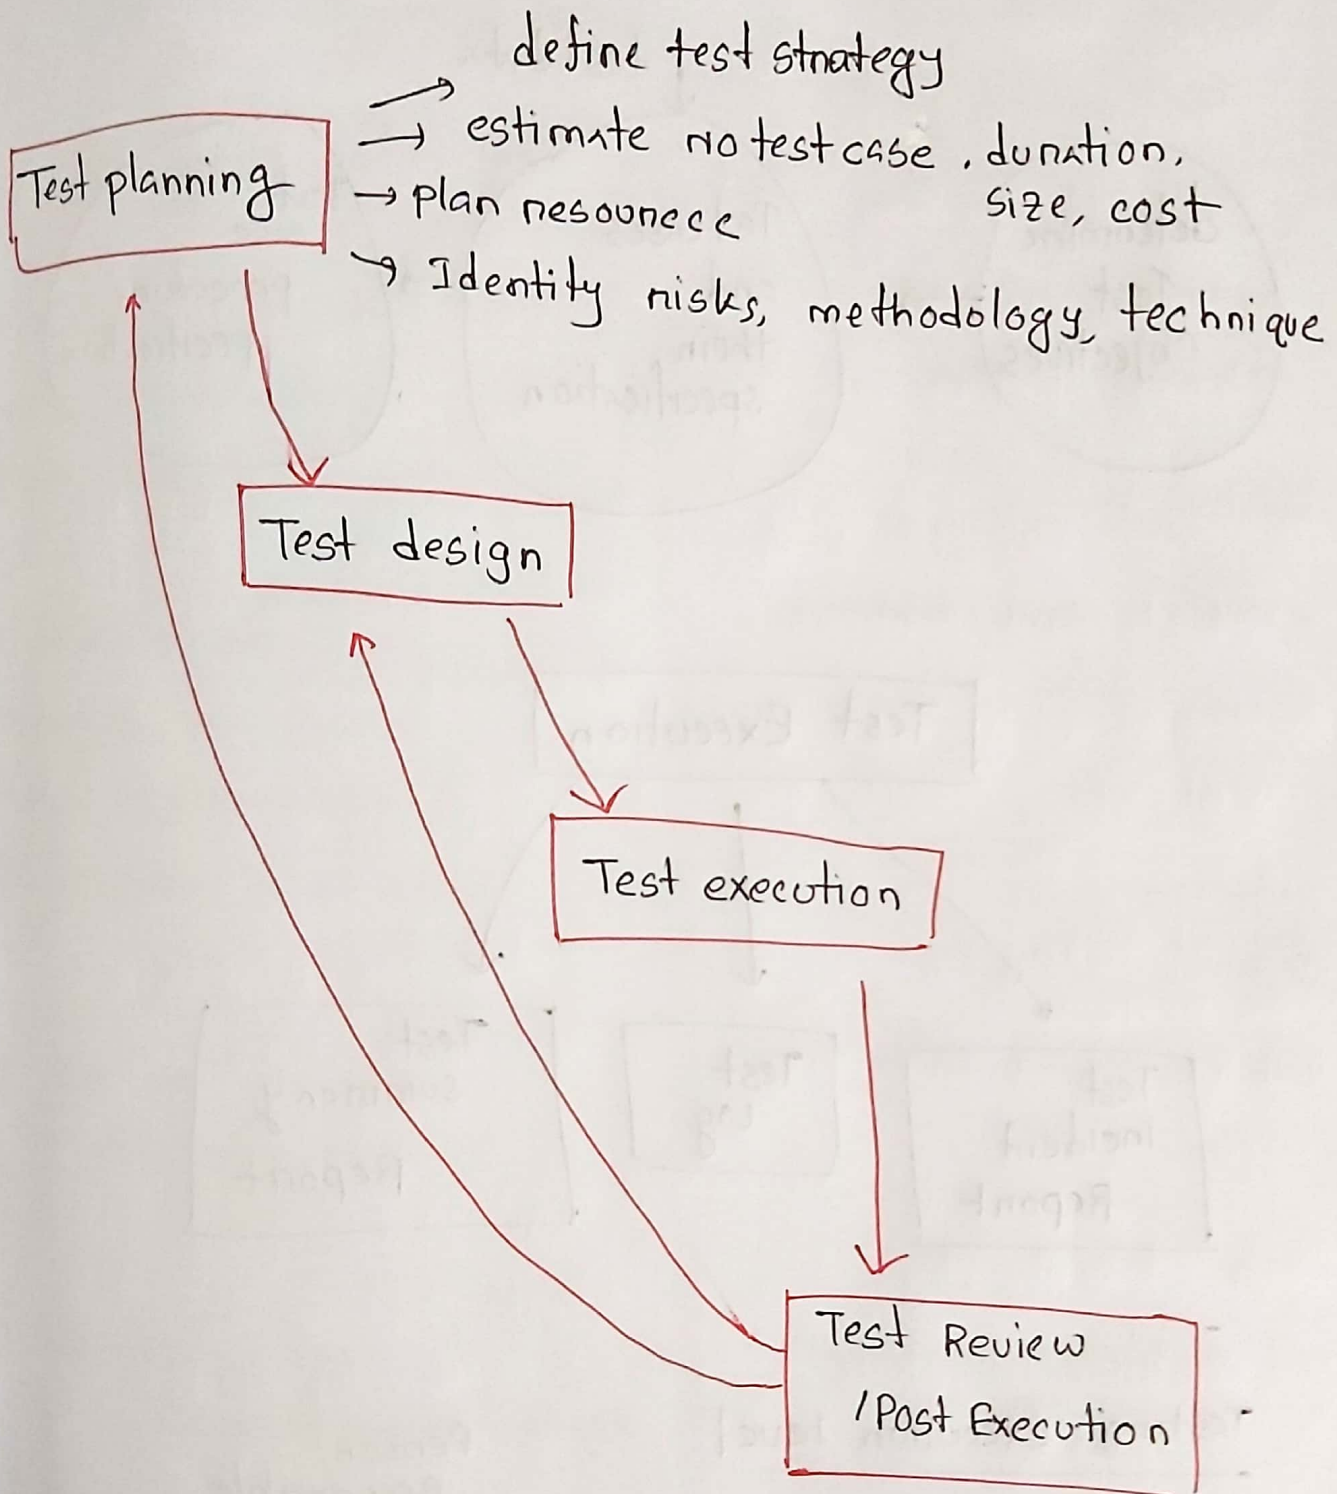 define test strategy
estimate no test case, duration,
size, cost
Test planning
→ plan resounece
→ Identify risks, methodology, technique
Test design
Test execution
Test Review
/Post Execution